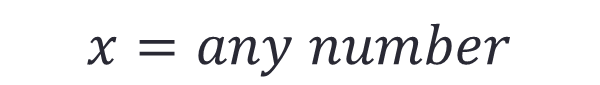 x = any number